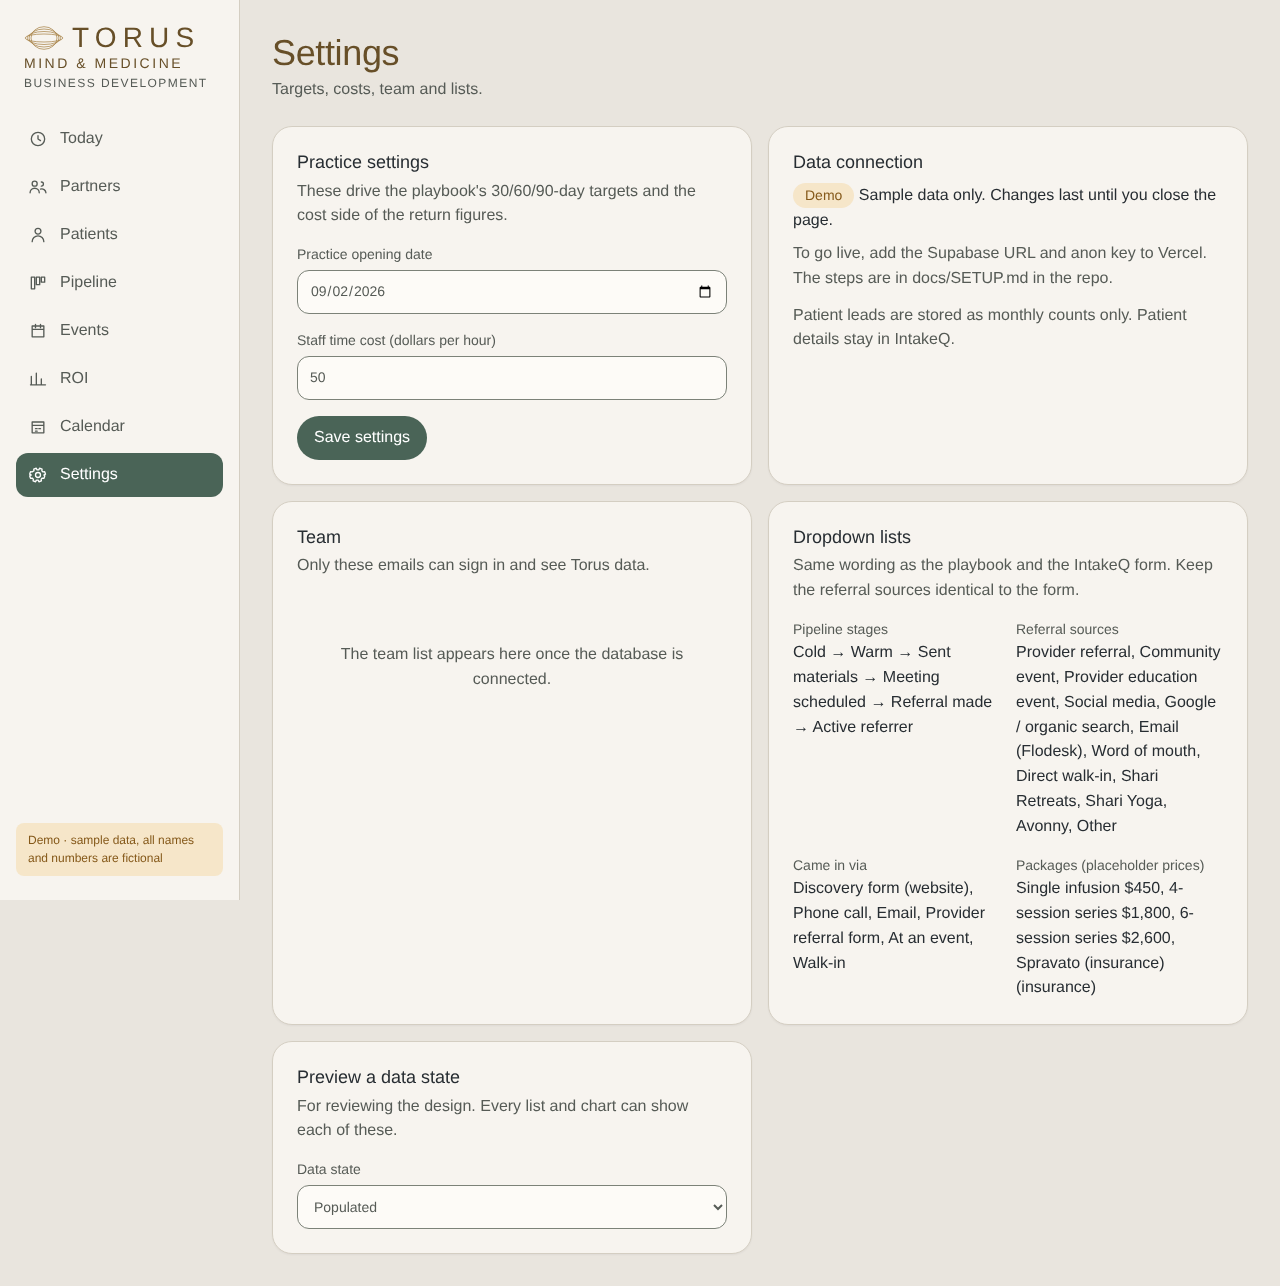 TORUS
MIND & MEDICINE
BUSINESS DEVELOPMENT
Today
Partners
Patients
Pipeline
Events
ROI
Calendar
Settings
Demo · sample data, all names
and numbers are fictional
Settings
Targets, costs, team and lists.
Practice settings
These drive the playbook's 30/60/90-day targets and the
cost side of the return figures.
Practice opening date
09/02/2026
Staff time cost (dollars per hour)
50
Save settings
Data connection
Demo Sample data only. Changes last until you close the
page.
To go live, add the Supabase URL and anon key to Vercel.
The steps are in docs/SETUP.md in the repo.
Patient leads are stored as monthly counts only. Patient
details stay in IntakeQ.
Team
Only these emails can sign in and see Torus data.
The team list appears here once the database is
connected.
Dropdown lists
Same wording as the playbook and the IntakeQ form. Keep
the referral sources identical to the form.
Pipeline stages
Cold → Warm → Sent
materials → Meeting
scheduled → Referral made
→ Active referrer
Referral sources
Provider referral, Community
event, Provider education
event, Social media, Google
/ organic search, Email
(Flodesk), Word of mouth,
Direct walk-in, Shari
Retreats, Shari Yoga,
Avonny, Other
Came in via
Discovery form (website),
Phone call, Email, Provider
referral form, At an event,
Walk-in
Packages (placeholder prices)
Single infusion $450, 4-
session series $1,800, 6-
session series $2,600,
Spravato (insurance)
(insurance)
Preview a data state
For reviewing the design. Every list and chart can show
each of these.
Data state
Populated